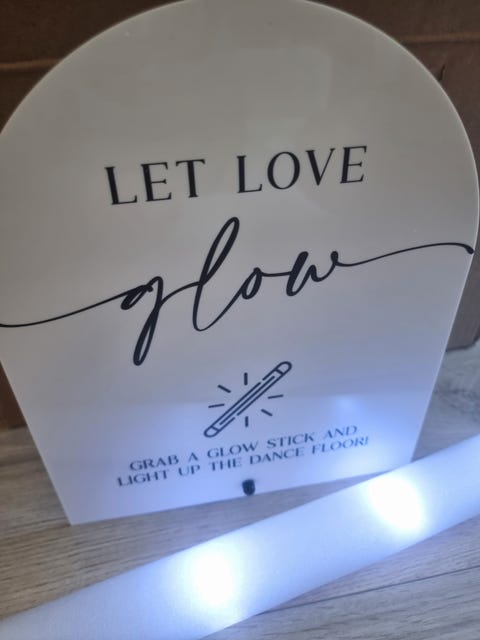 LET LOVE
glow
GRAB A GLOW STICK AND
LIGHT UP THE DANCE FLOOR!